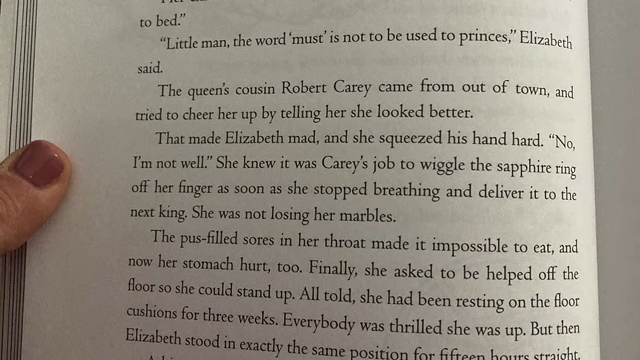 to bed.”
“Little man, the word ‘must’ is not to be used to princes,” Elizabeth
said.
The queen’s cousin Robert Carey came from out of town, and
tried to cheer her up by telling her she looked better.
That made Elizabeth mad, and she squeezed his hand hard. “No,
I’m not well.” She knew it was Carey’s job to wiggle the sapphire ring
off her finger as soon as she stopped breathing and deliver it to the
next king. She was not losing her marbles.
The pus-filled sores in her throat made it impossible to eat, and
now her stomach hurt, too. Finally, she asked to be helped off the
floor so she could stand up. All told, she had been resting on the floor
cushions for three weeks. Everybody was thrilled she was up. But then
Elizabeth stood in exactly the same position for fifteen hours straight.